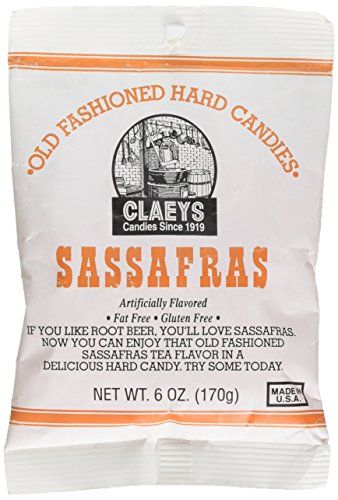 •OLD FASHIONED HARD CANDIES•
CLAEYS
Candies Since 1919
SASSAFRAS
Artificially Flavored
• Fat Free • Gluten Free •
IF YOU LIKE ROOT BEER, YOU'LL LOVE SASSAFRAS.
NOW YOU CAN ENJOY THAT OLD FASHIONED
SASSAFRAS TEA FLAVOR IN A
DELICIOUS HARD CANDY. TRY SOME TODAY.
NET WT. 6 OZ. (170g)
MADE IN
U.S.A.